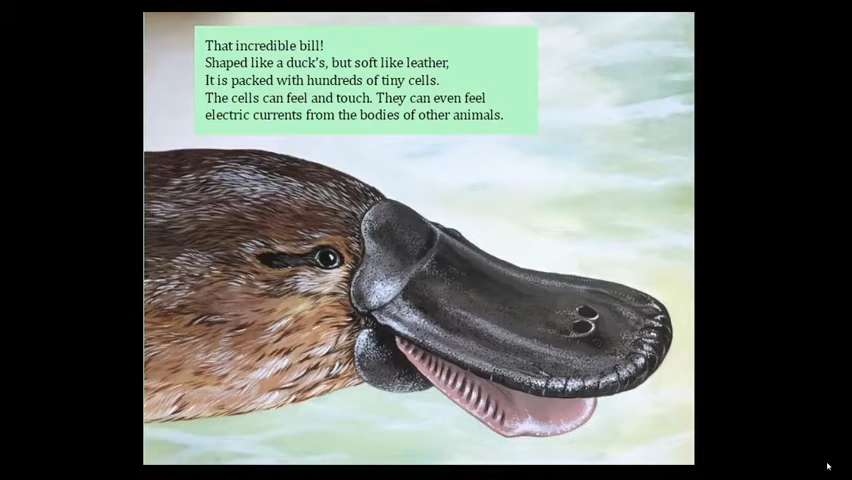 That incredible bill!
Shaped like a duck's, but soft like leather,
It is packed with hundreds of tiny cells.
The cells can feel and touch. They can even feel
electric currents from the bodies of other animals.